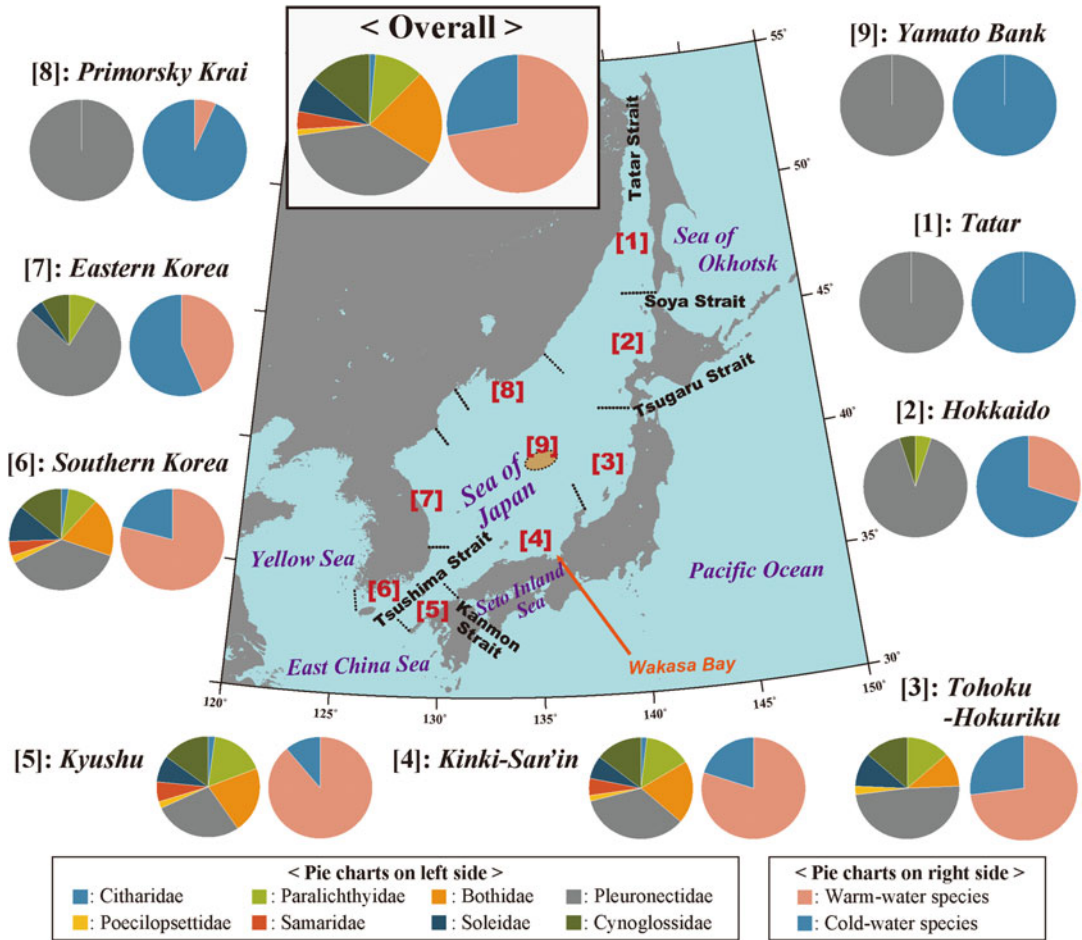 < Overall >
[8]: Primorsky Krai
[9]: Yamato Bank
[7]: Eastern Korea
[1]: Tatar
[6]: Southern Korea
[2]: Hokkaido
55°
50°
45°
40°
35°
30°
150°
145°
140°
135°
130°
125°
120°
Tatar Strait
[1]
Sea of
Okhotsk
Soya Strait
[2]
Tsugaru Strait
[8]
[9]
[3]
Sea of
Japan
[7]
[4]
Yellow Sea
Tsushima Strait
Seto Inland
Sea
Pacific Ocean
[6]
[5]
Kanmon
Strait
East China Sea
Wakasa Bay
[3]: Tohoku
-Hokuriku
[5]: Kyushu
[4]: Kinki-San'in
< Pie charts on left side >
: Citharidae
: Paralichthyidae
: Bothidae
: Pleuronectidae
: Poecilopsettidae
: Samaridae
: Soleidae
: Cynoglossidae
< Pie charts on right side >
: Warm-water species
: Cold-water species